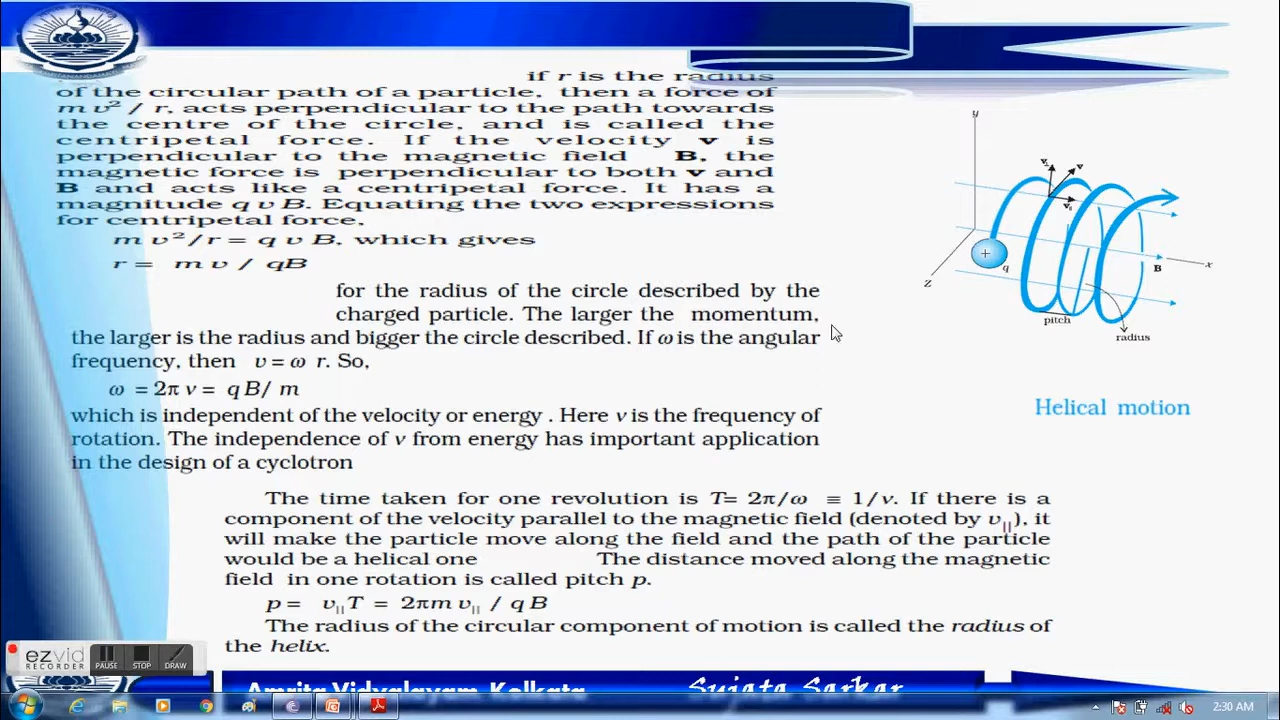 if r is the radius
of the circular path of a particle, then a force of
m v² / r, acts perpendicular to the path towards
the centre of the circle, and is called the
centripetal force. If the velocity v is
perpendicular to the magnetic field B, the
magnetic force is perpendicular to both v and
B and acts like a centripetal force. It has a
magnitude q v B. Equating the two expressions
for centripetal force,
m v ²/r = q v B, which gives
r = m v / qB
for the radius of the circle described by the
charged particle. The larger the momentum,
the larger is the radius and bigger the circle described. If ω is the angular
frequency, then v = ω r. So,
ω = 2π ν = q B/ m
which is independent of the velocity or energy . Here ν is the frequency of
rotation. The independence of ν from energy has important application
in the design of a cyclotron
The time taken for one revolution is T= 2π/ω ≡ 1/ν. If there is a
component of the velocity parallel to the magnetic field (denoted by v||), it
will make the particle move along the field and the path of the particle
would be a helical one The distance moved along the magnetic
field in one rotation is called pitch p.
p = v||T = 2πm v|| / q B
The radius of the circular component of motion is called the radius of
the helix.
y
v⊥
v
v||
+
q
B
x
z
pitch
radius
Helical motion
ezvid
RECORDER
PAUSE
STOP
DRAW
Amrita Vidyalayam, Kolkata
Sujata Sarkar
2:30 AM